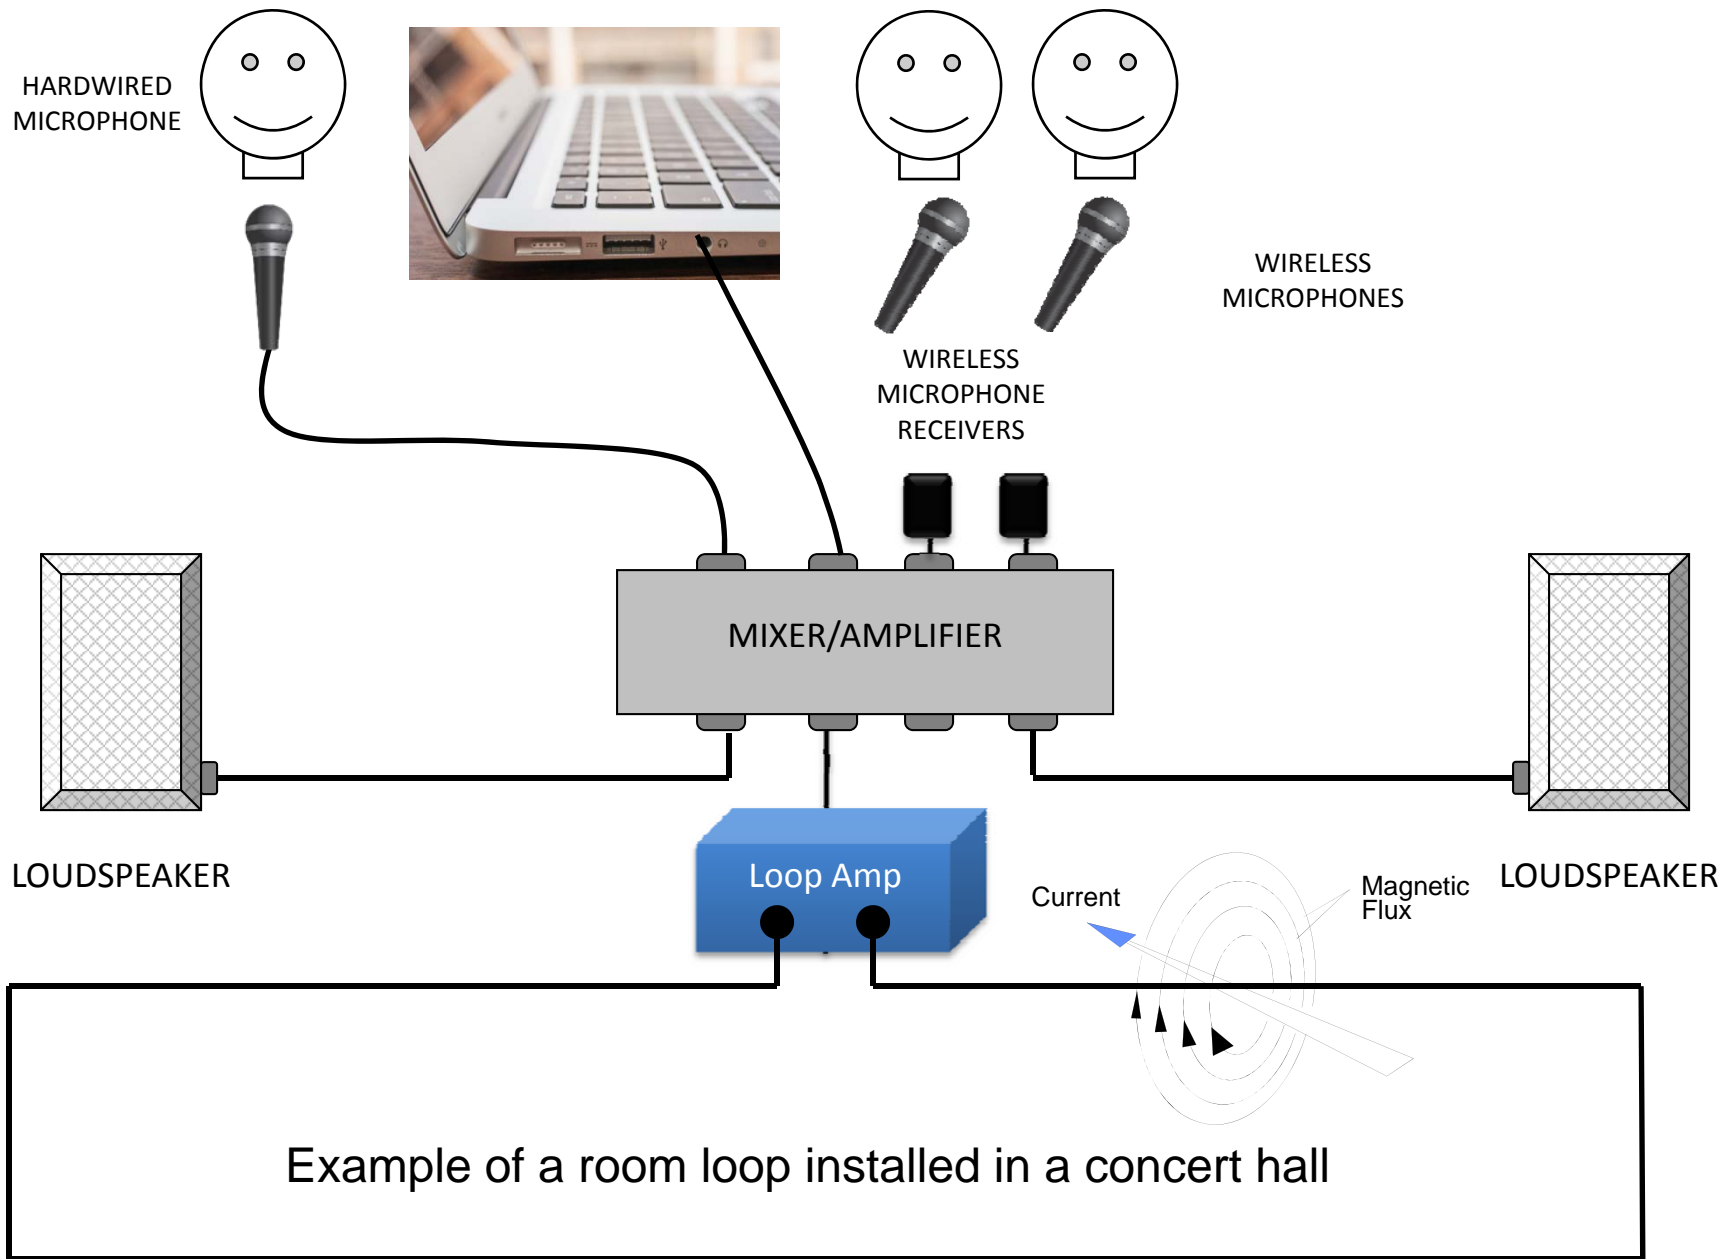 HARDWIRED
MICROPHONE
WIRELESS
MICROPHONES
WIRELESS
MICROPHONE
RECEIVERS
MIXER/AMPLIFIER
LOUDSPEAKER
Loop Amp
Current
Magnetic
Flux
LOUDSPEAKER
Example of a room loop installed in a concert hall